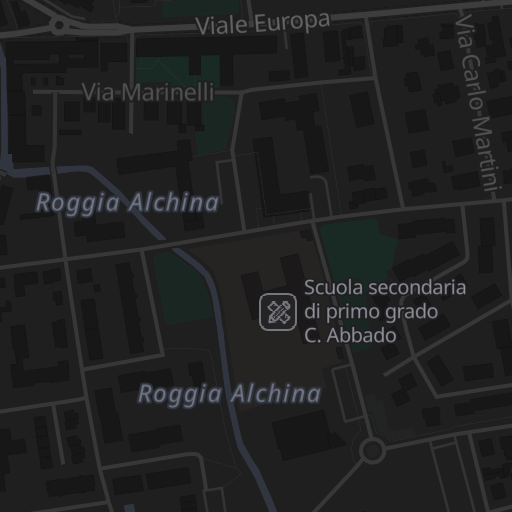 Viale Europa
Via Carlo Martini
Via Marinelli
Roggia Alchina
Scuola secondaria
di primo grado
C. Abbado
Roggia Alchina